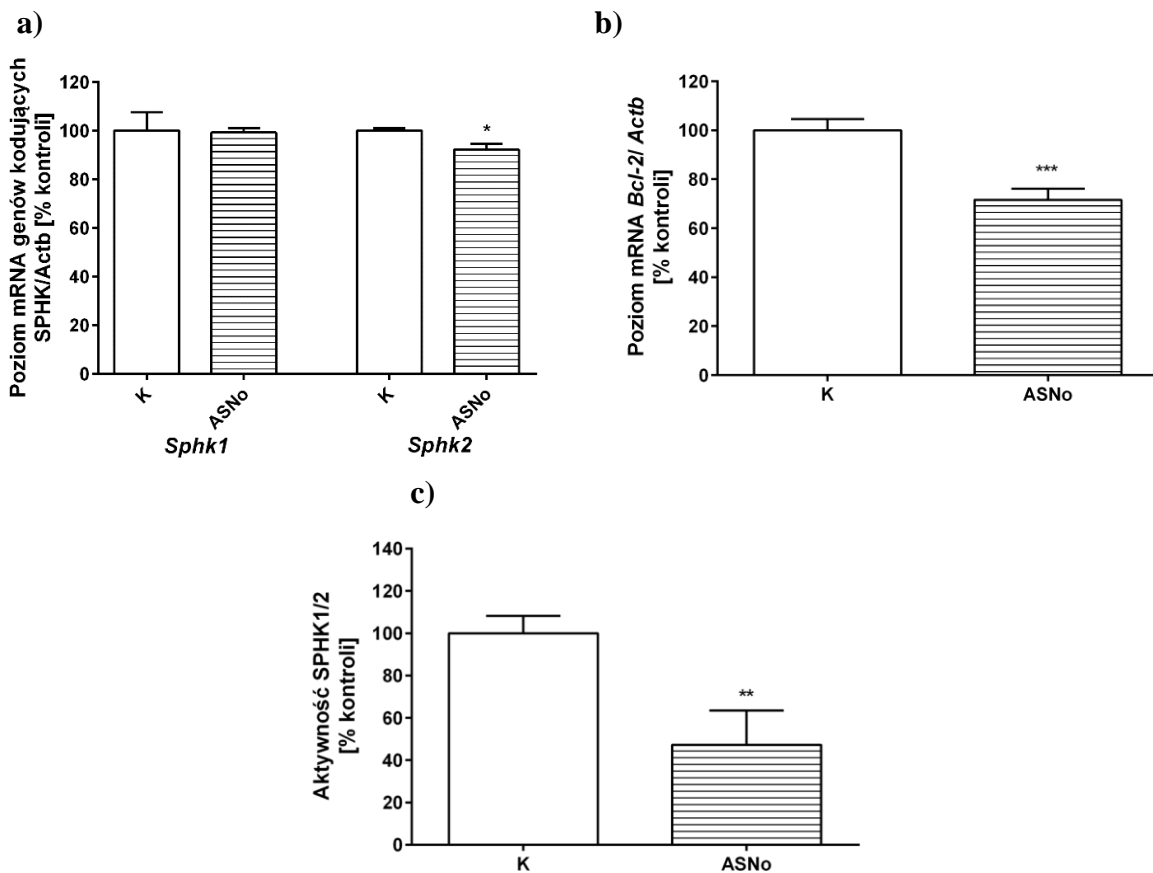 a)
Poziom mRNA genów kodujących
SPHK/Actb [% kontroli]
120
100
80
60
40
20
0
*
K
ASNo
K
ASNo
Sphk1
Sphk2
b)
Poziom mRNA Bcl-2/ Actb
[% kontroli]
120
100
80
60
40
20
0
***
K
ASNo
c)
Aktywność SPHK1/2
[% kontroli]
140
120
100
80
60
40
20
0
**
K
ASNo